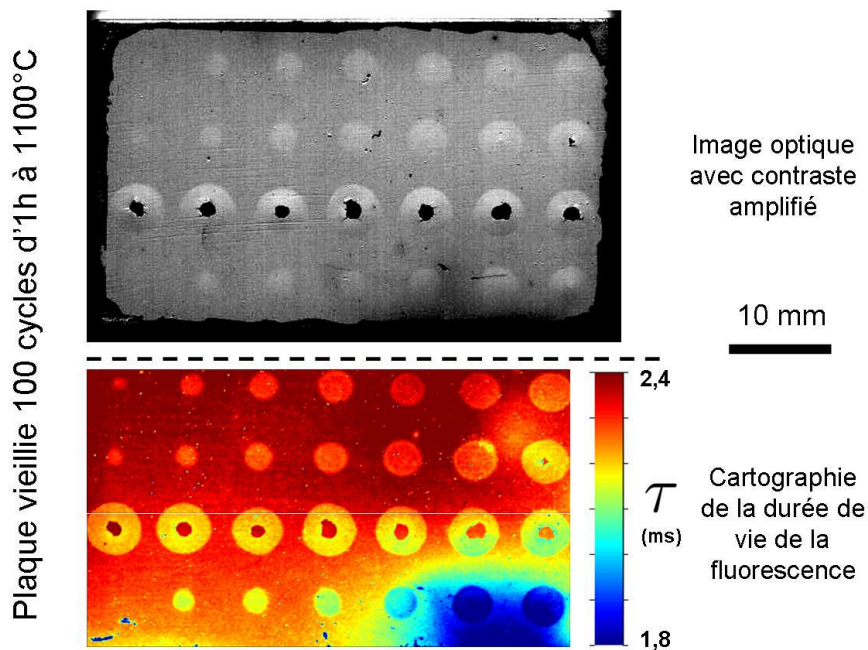 Plaque vieillie 100 cycles d'1h à 1100°C
Image optique
avec contraste
amplifié
10 mm
2,4
τ
(ms)
1,8
Cartographie
de la durée de
vie de la
fluorescence